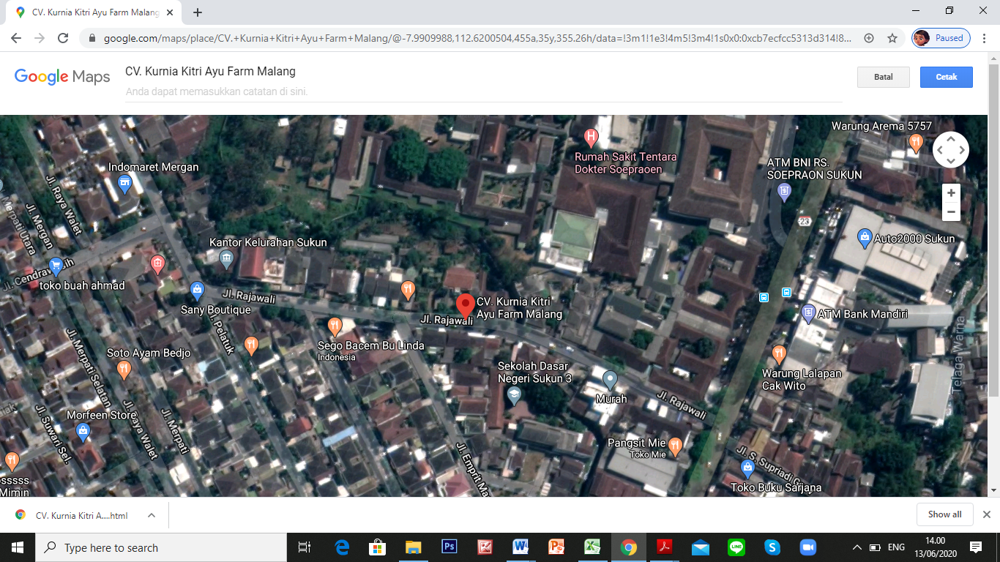 CV. Kurnia Kitri Ayu Farm Malang
google.com/maps/place/CV.+Kurnia+Kitri+Ayu+Farm+Malang/@-7.9909988,112.6200504,455a,35y,355.26h/data=!3m1!1e3!4m5!3m4!1s0x0:0xcb7ecfcc5313d314!8...
Paused
Google Maps
CV. Kurnia Kitri Ayu Farm Malang
Anda dapat memasukkan catatan di sini.
Batal
Cetak
Warung Arema 5757
Rumah Sakit Tentara
Dokter Soepraoen
ATM BNI RS.
SOEPRAON SUKUN
Indomaret Mergan
Jl. Raya Walet
Jl. Mergan
Merpati Utara
23
Auto2000 Sukun
Kantor Kelurahan Sukun
Jl. Cendrawasih
toko buah ahmad
Jl. Rajawali
Sany Boutique
CV. Kurnia Kitri
Ayu Farm Malang
Jl. Rajawali
ATM Bank Mandiri
Jl. Pelatuk
Sego Bacem Bu Linda
Indonesia
Soto Ayam Bedjo
Jl. Merpati Selatan
Sekolah Dasar
Negeri Sukun 3
Murah
Jl. Rajawali
Warung Lalapan
Cak Wito
Telaga Warna
Morfeen Store
Jl. Suwari Sel.
Jl. Raya Walet
Jl. Merpati
Jl. Emprit Ma
Pangsit Mie
Toko Mie
Jl. S. Supriadi
Toko Buku Sarjana
osssss
Mimin
CV. Kurnia Kitri A....html
Show all
Type here to search
ENG
14.00
13/06/2020